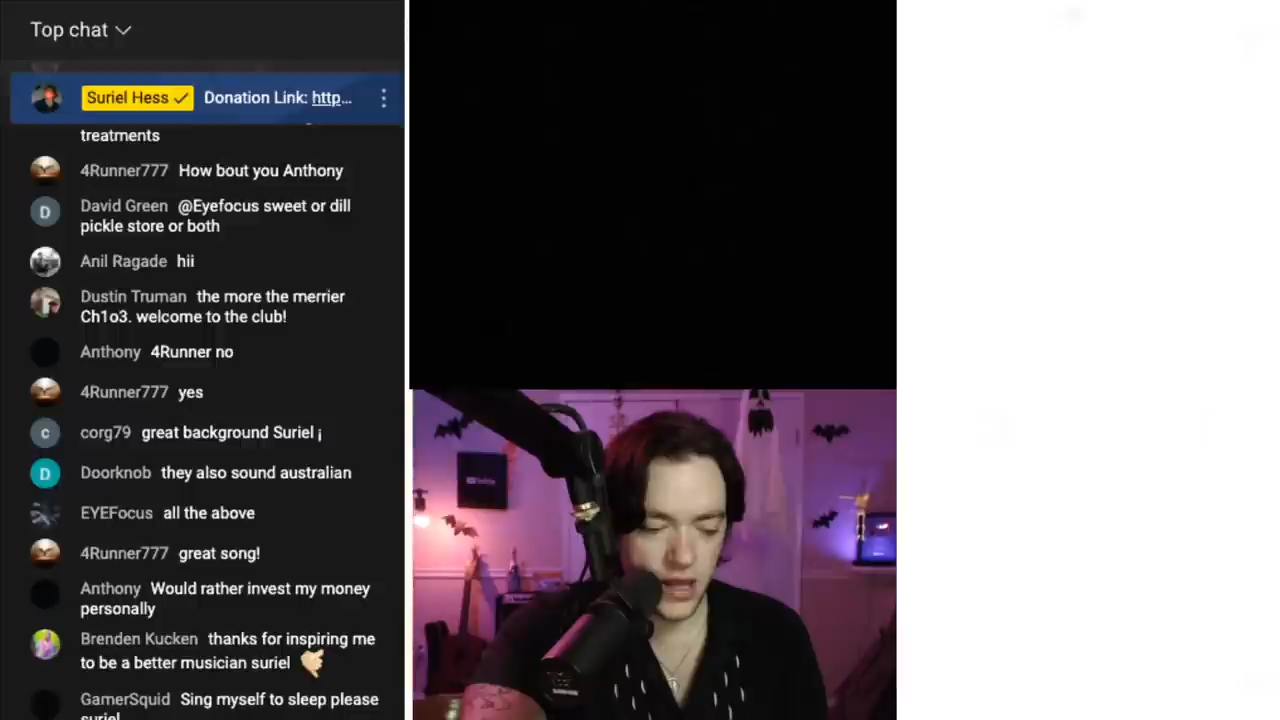 Top chat
Suriel Hess Donation Link: http...
treatments
4Runner777 How bout you Anthony
David Green @Eyefocus sweet or dill
pickle store or both
Anil Ragade hii
Dustin Truman the more the merrier
Ch1o3. welcome to the club!
Anthony 4Runner no
4Runner777 yes
corg79 great background Suriel ¡
Doorknob they also sound australian
EYEFocus all the above
4Runner777 great song!
Anthony Would rather invest my money
personally
Brenden Kucken thanks for inspiring me
to be a better musician suriel
GamerSquid Sing myself to sleep please
suriel